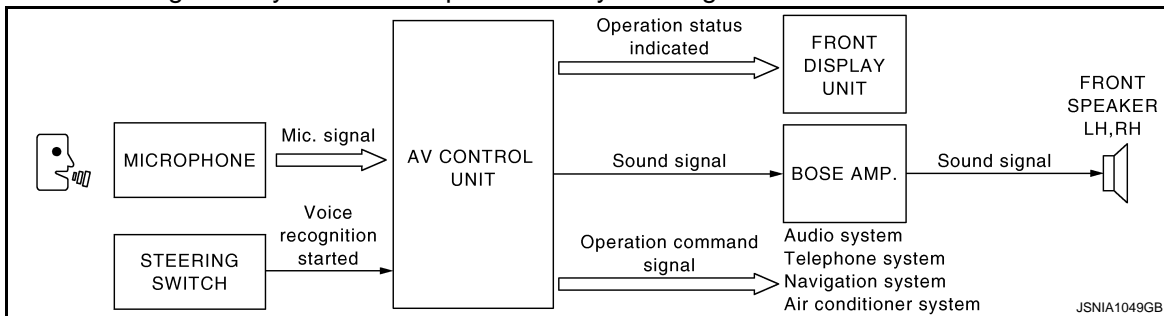 Operation status
indicated
FRONT
DISPLAY
UNIT
FRONT
SPEAKER
LH,RH
MICROPHONE
Mic. signal
AV CONTROL
UNIT
Sound signal
BOSE AMP.
Sound signal
STEERING
SWITCH
Voice
recognition
started
Operation command
signal
Audio system
Telephone system
Navigation system
Air conditioner system
JSNIA1049GB